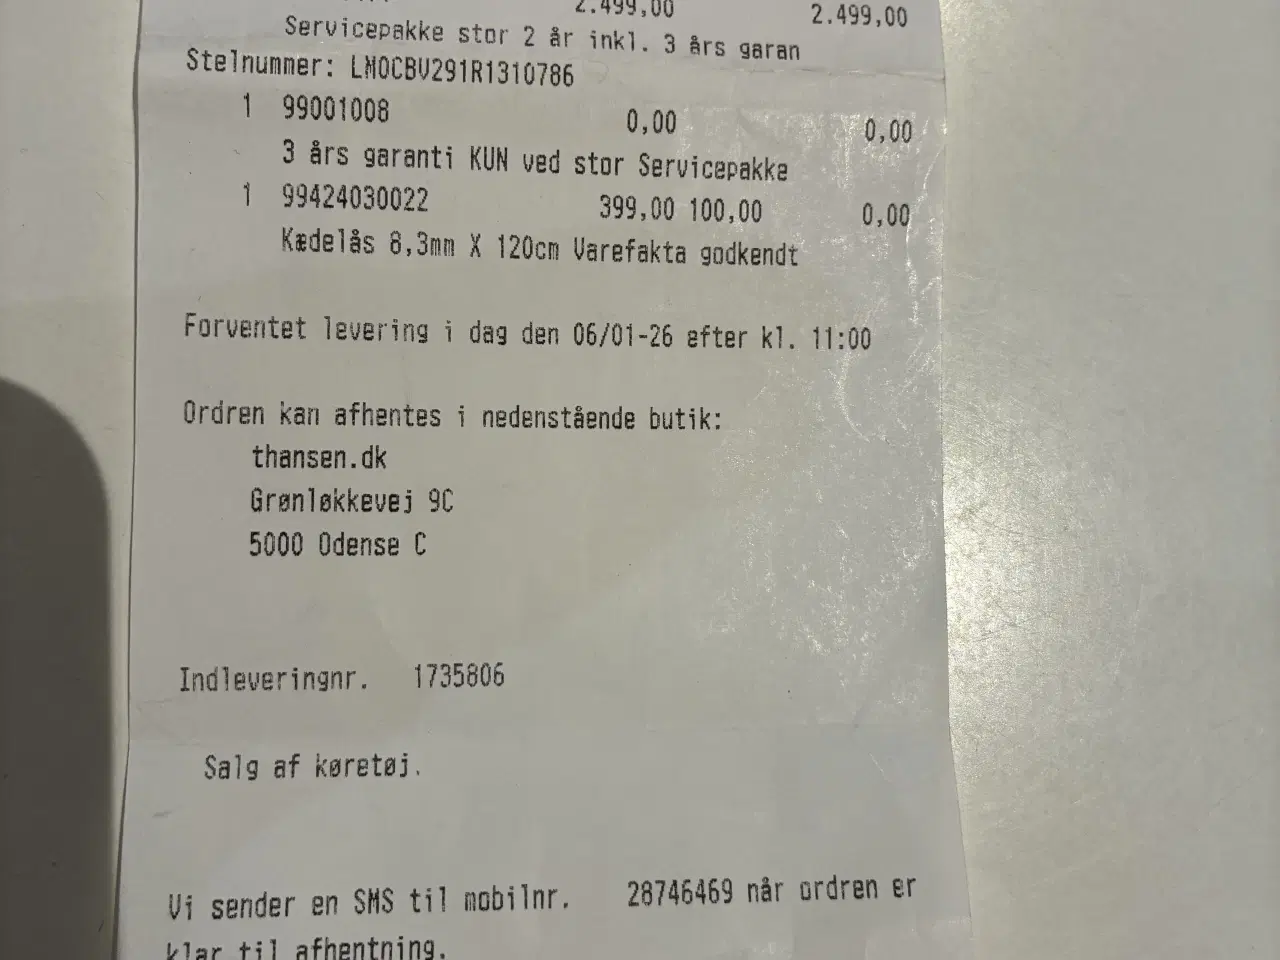 2.499,00 2.499,00
Servicepakke stor 2 år inkl. 3 års garan
Stelnummer: LM0CBV291R1310786
1 99001008 0,00 0,00
3 års garanti KUN ved stor Servicepakke
1 99424030022 399,00 100,00 0,00
Kædelås 8,3mm X 120cm Varefakta godkendt
Forventet levering i dag den 06/01-26 efter kl. 11:00
Ordren kan afhentes i nedenstående butik:
thansen.dk
Grønløkkevej 9C
5000 Odense C
Indleveringnr. 1735806
Salg af køretøj.
Vi sender en SMS til mobilnr. 28746469 når ordren er
klar til afhentning.